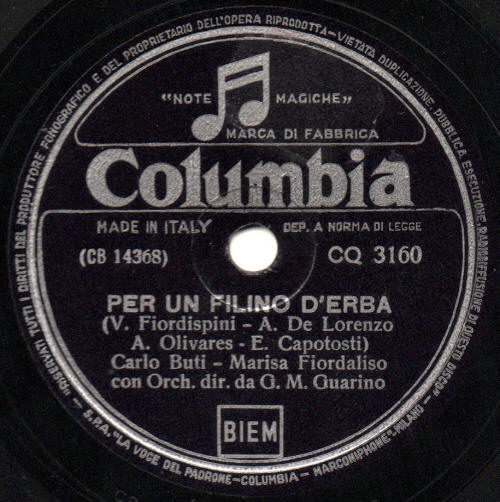 RISERVATI TUTTI I DIRITTI DEL PRODUTTORE FONOGRAFICO E DEL PROPRIETARIO DELL'OPERA RIPRODOTTA - VIETATA DUPLICAZIONE, PUBBLICA ESECUZIONE, RADIODIFFUSIONE DI QUESTO DISCO
"NOTE MAGICHE"
MARCA DI FABBRICA
Columbia
MADE IN ITALY DEP. A NORMA DI LEGGE
(CB 14368) CQ 3160
PER UN FILINO D'ERBA
(V. Fiordispini - A. De Lorenzo
A. Olivares - E. Capotosti)
Carlo Buti - Marisa Fiordaliso
con Orch. dir. da G. M. Guarino
BIEM
S.P.A. "LA VOCE DEL PADRONE-COLUMBIA - MARCONIPHONE" - MILANO -